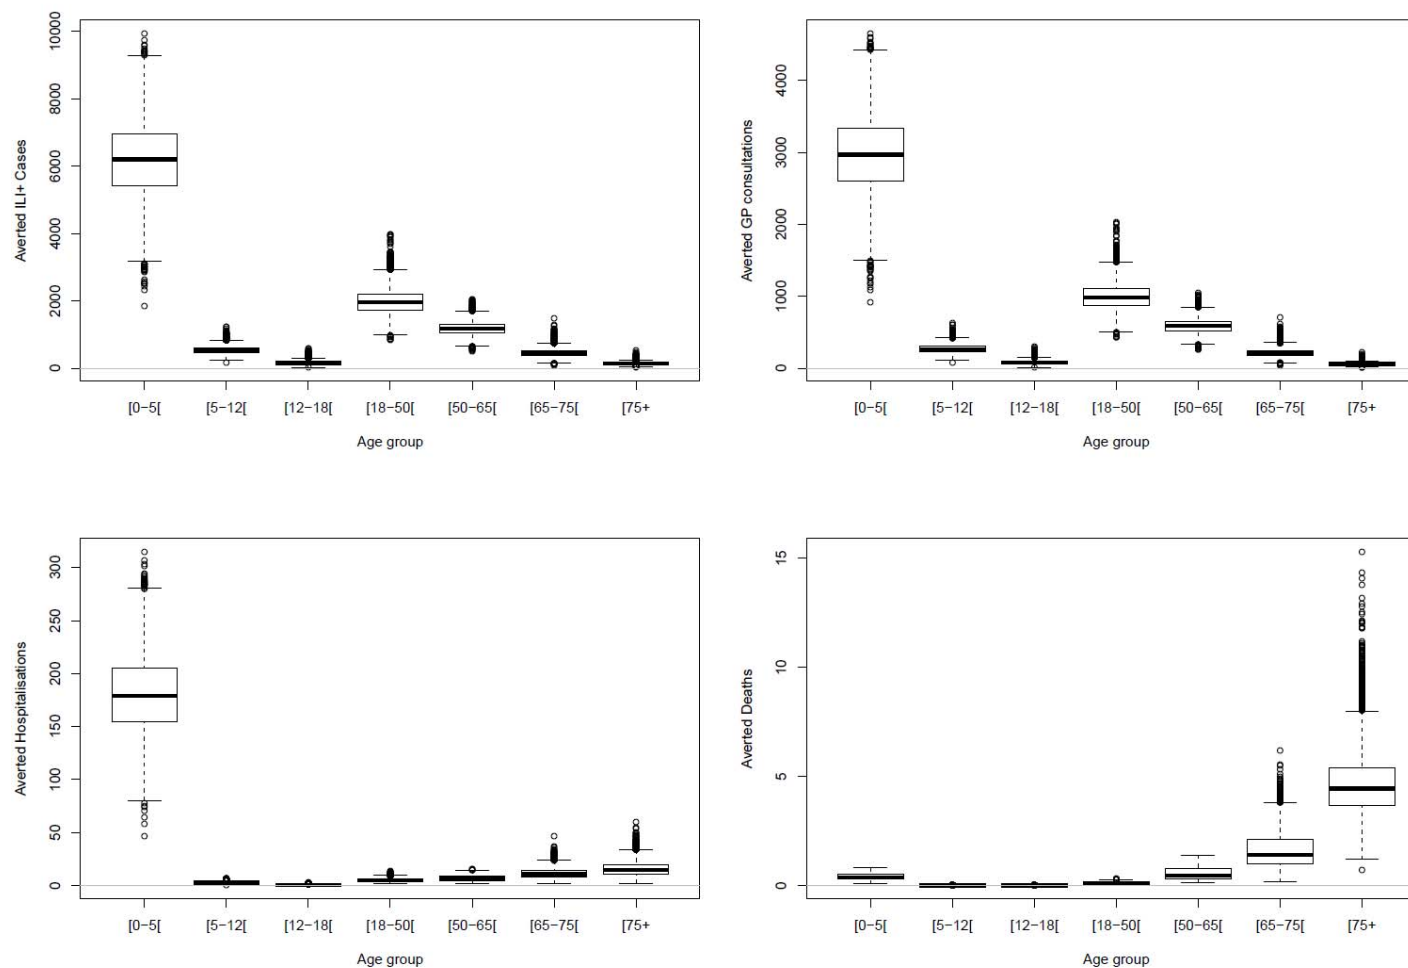 Averted ILI+ Cases
10000
8000
6000
4000
2000
0
[0−5[ [5−12[ [12−18[ [18−50[ [50−65[ [65−75[ [75+
Age group
Averted GP consultations
4000
3000
2000
1000
0
[0−5[ [5−12[ [12−18[ [18−50[ [50−65[ [65−75[ [75+
Age group
Averted Hospitalisations
300
250
200
150
100
50
0
[0−5[ [5−12[ [12−18[ [18−50[ [50−65[ [65−75[ [75+
Age group
Averted Deaths
15
10
5
0
[0−5[ [5−12[ [12−18[ [18−50[ [50−65[ [65−75[ [75+
Age group